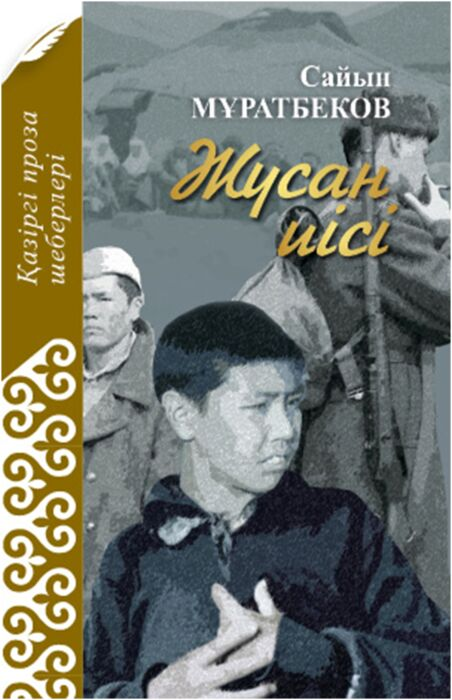 Сайын
МҰРАТБЕКОВ
Жусан
иісі
Қазіргі проза
шеберлері